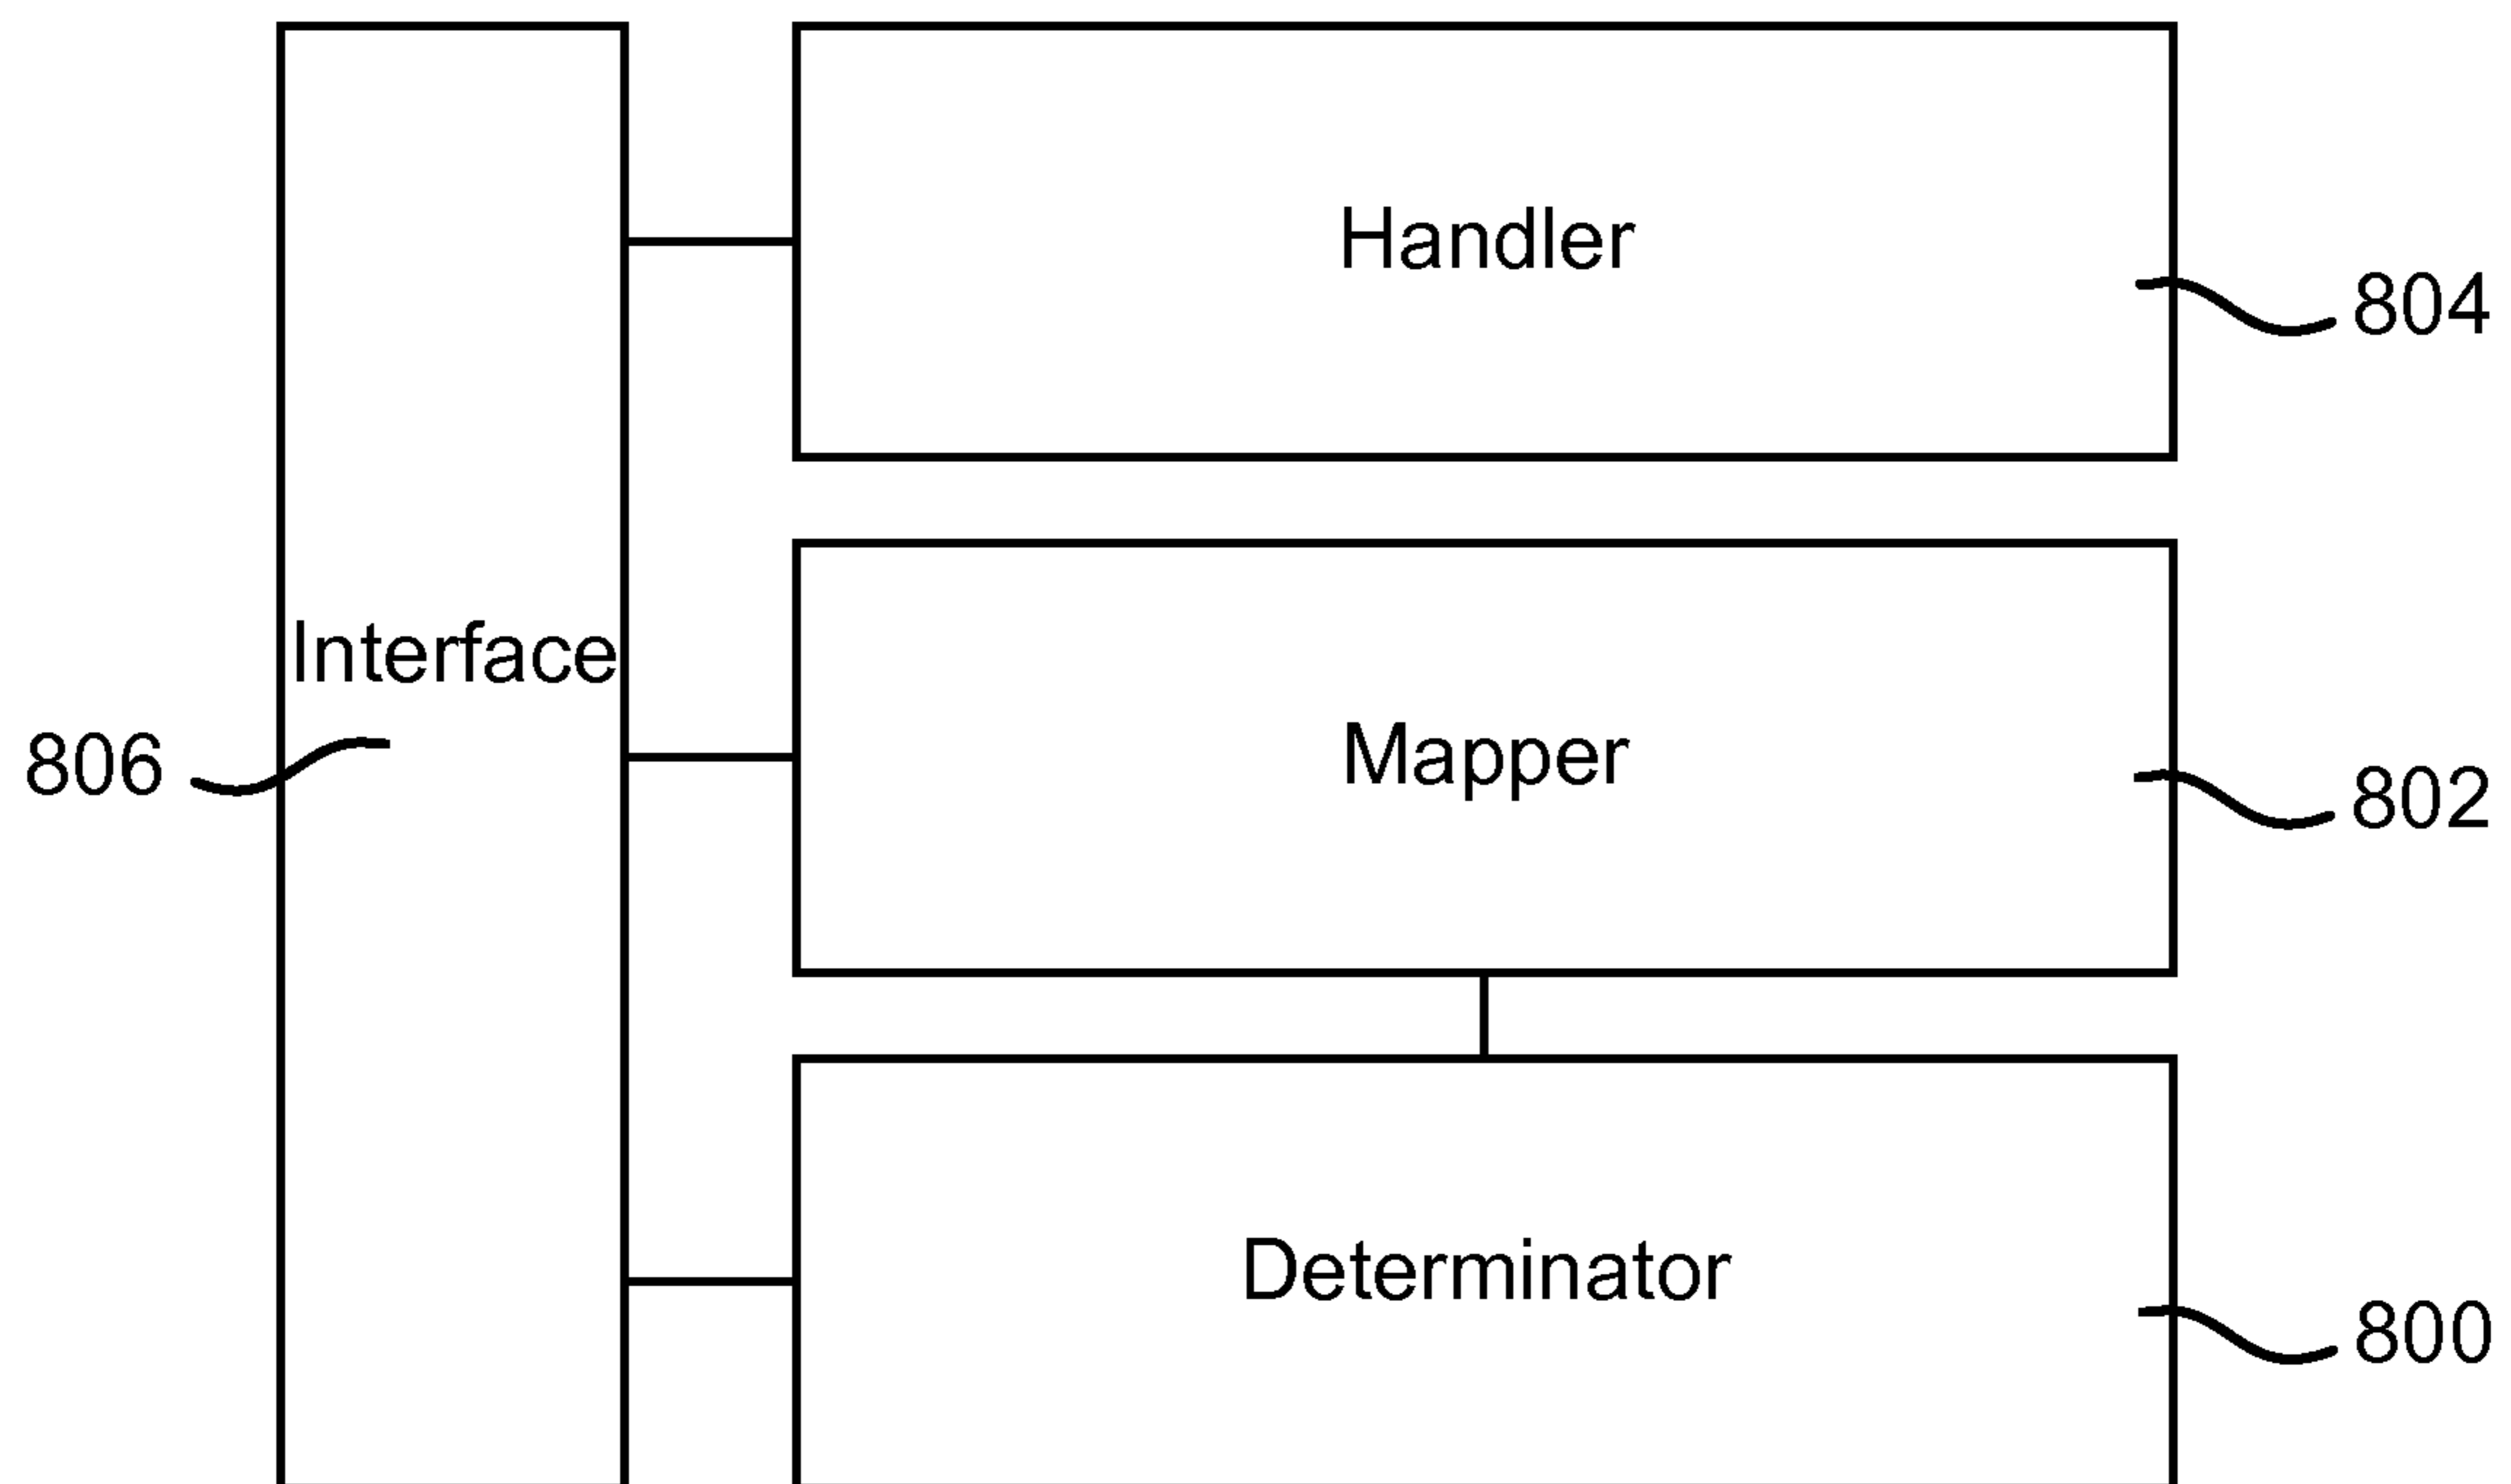 Handler
804
Interface
806
Mapper
802
Determinator
800